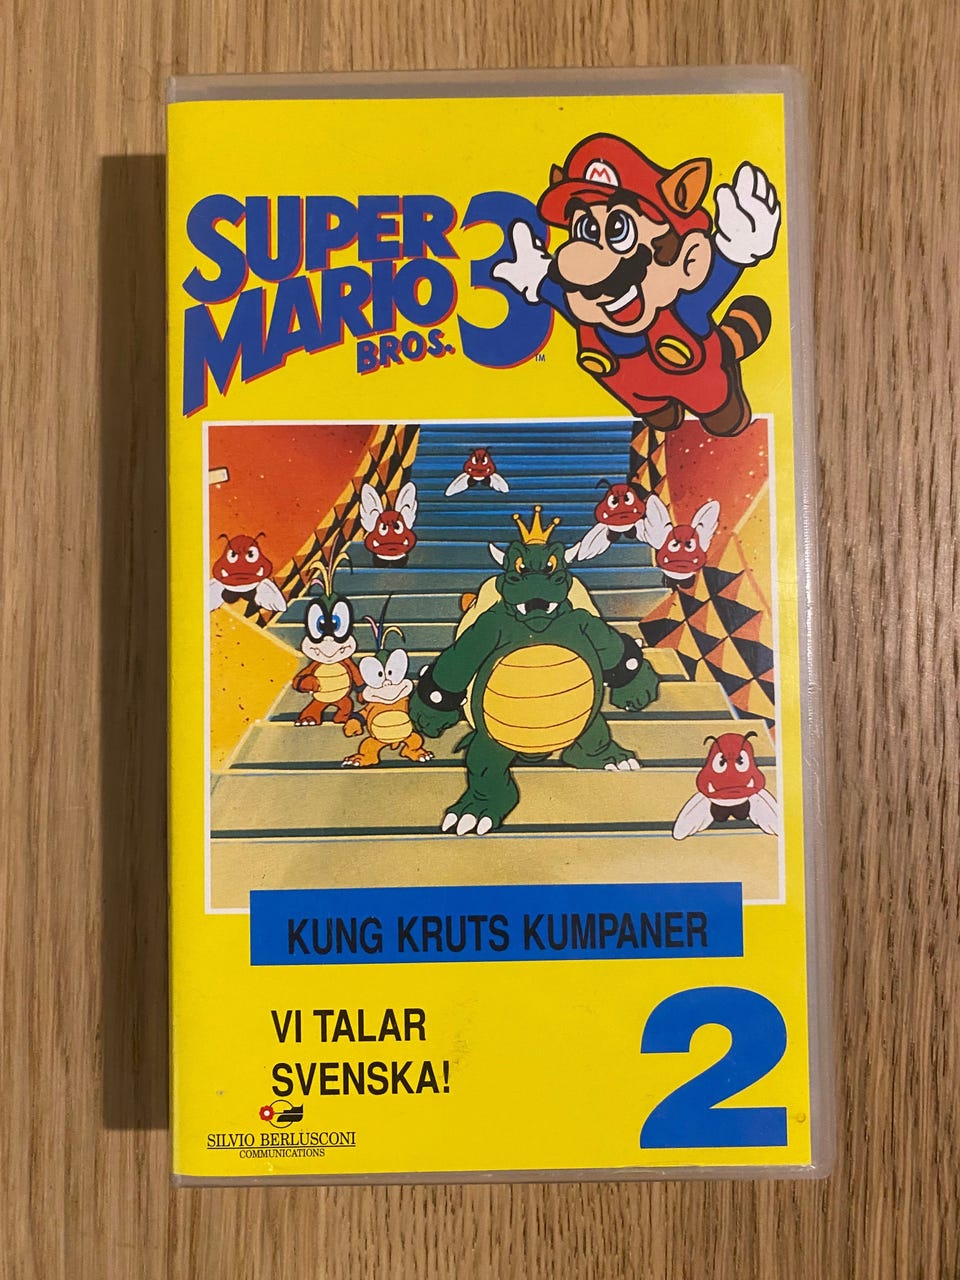 SUPER
MARIO
BROS. 3
TM
M
KUNG KRUTS KUMPANER
VI TALAR
SVENSKA!
2
SILVIO BERLUSCONI
COMMUNICATIONS